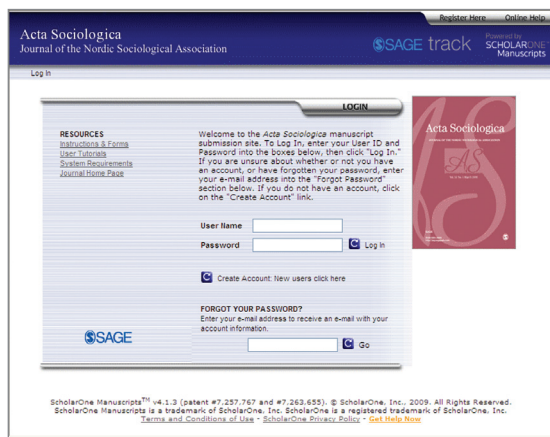 Register Here Online Help
Acta Sociologica
Journal of the Nordic Sociological Association
SAGE track
Powered by
SCHOLARONE
Manuscripts
Log In
LOGIN
RESOURCES
Instructions & Forms
User Tutorials
System Requirements
Journal Home Page
Welcome to the Acta Sociologica manuscript
submission site. To Log In, enter your User ID and
Password into the boxes below, then click "Log In."
If you are unsure about whether or not you have
an account, or have forgotten your password, enter
your e-mail address into the "Forgot Password"
section below. If you do not have an account, click
on the "Create Account" link.
User Name
Password Log In
Create Account: New users click here
FORGOT YOUR PASSWORD?
Enter your e-mail address to receive an e-mail with your
account information.
Go
SAGE
Acta Sociologica
AS
ScholarOne Manuscripts™ v4.1.3 (patent #7.257.767 and #7.263.655). © ScholarOne, Inc., 2009. All Rights Reserved.
ScholarOne Manuscripts is a trademark of ScholarOne, Inc. ScholarOne is a registered trademark of ScholarOne, Inc.
Terms and Conditions of Use - ScholarOne Privacy Policy - Get Help Now